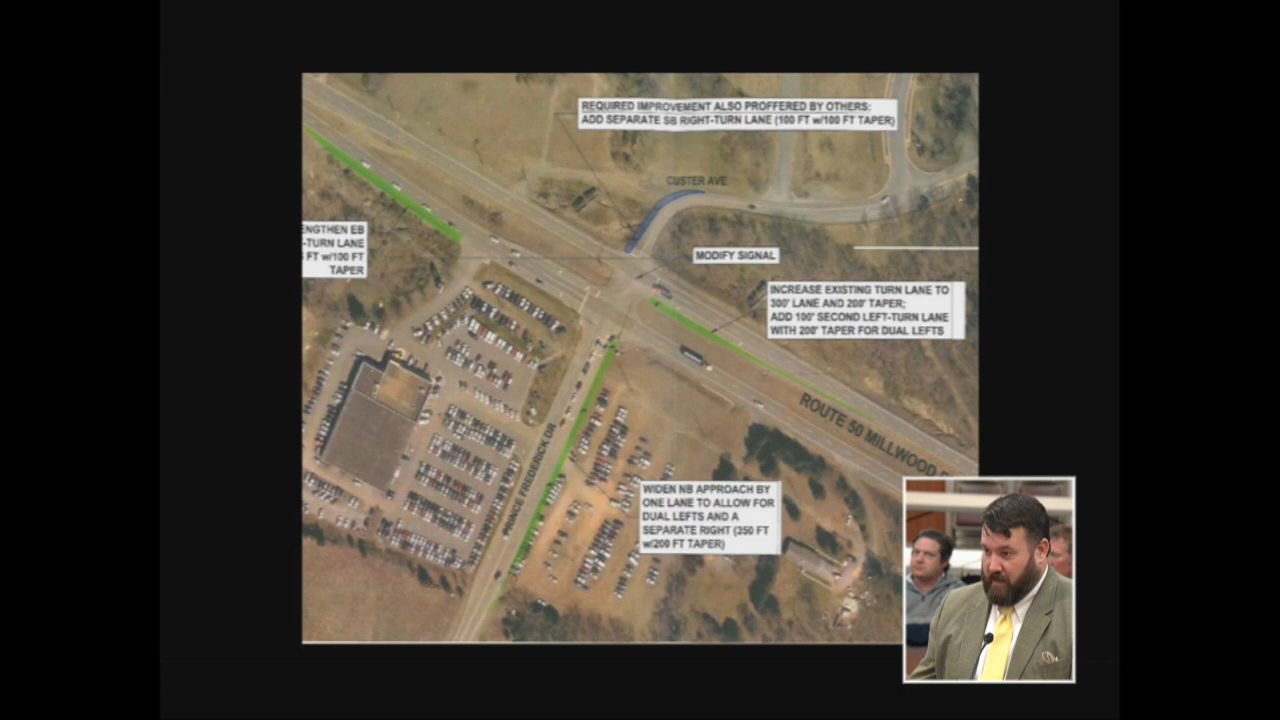 REQUIRED IMPROVEMENT ALSO PROFFERED BY OTHERS:
ADD SEPARATE SB RIGHT-TURN LANE (100 FT w/100 FT TAPER)
CUSTER AVE
ENGTHEN EB
-TURN LANE
FT w/100 FT
TAPER
MODIFY SIGNAL
INCREASE EXISTING TURN LANE TO
300' LANE AND 200' TAPER;
ADD 100' SECOND LEFT-TURN LANE
WITH 200' TAPER FOR DUAL LEFTS
ROUTE 50 MILLWOOD
PRINCE FREDERICK DR
WIDEN NB APPROACH BY
ONE LANE TO ALLOW FOR
DUAL LEFTS AND A
SEPARATE RIGHT (350 FT
w/200 FT TAPER)